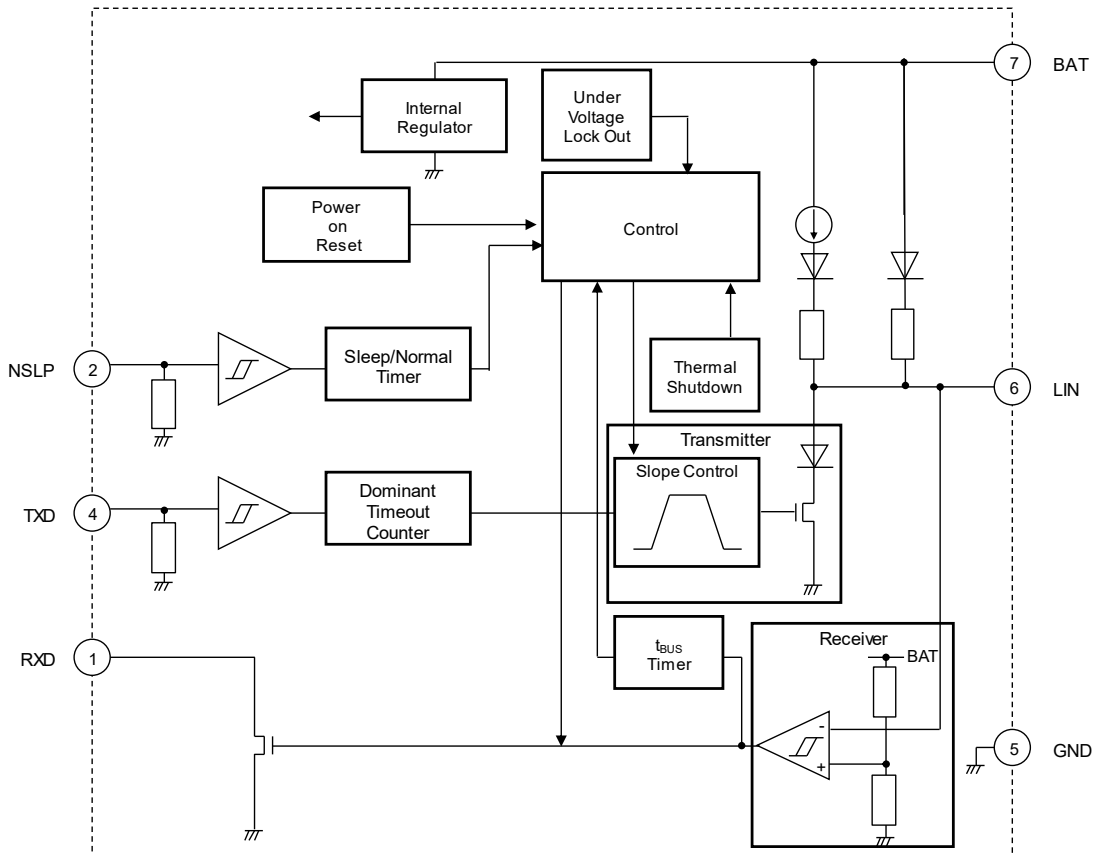 7
BAT
Internal
Regulator
Under
Voltage
Lock Out
Power
on
Reset
Control
NSLP
2
Sleep/Normal
Timer
Thermal
Shutdown
6
LIN
Transmitter
Slope Control
TXD
4
Dominant
Timeout
Counter
RXD
1
tBUS
Timer
Receiver
BAT
-
+
5
GND